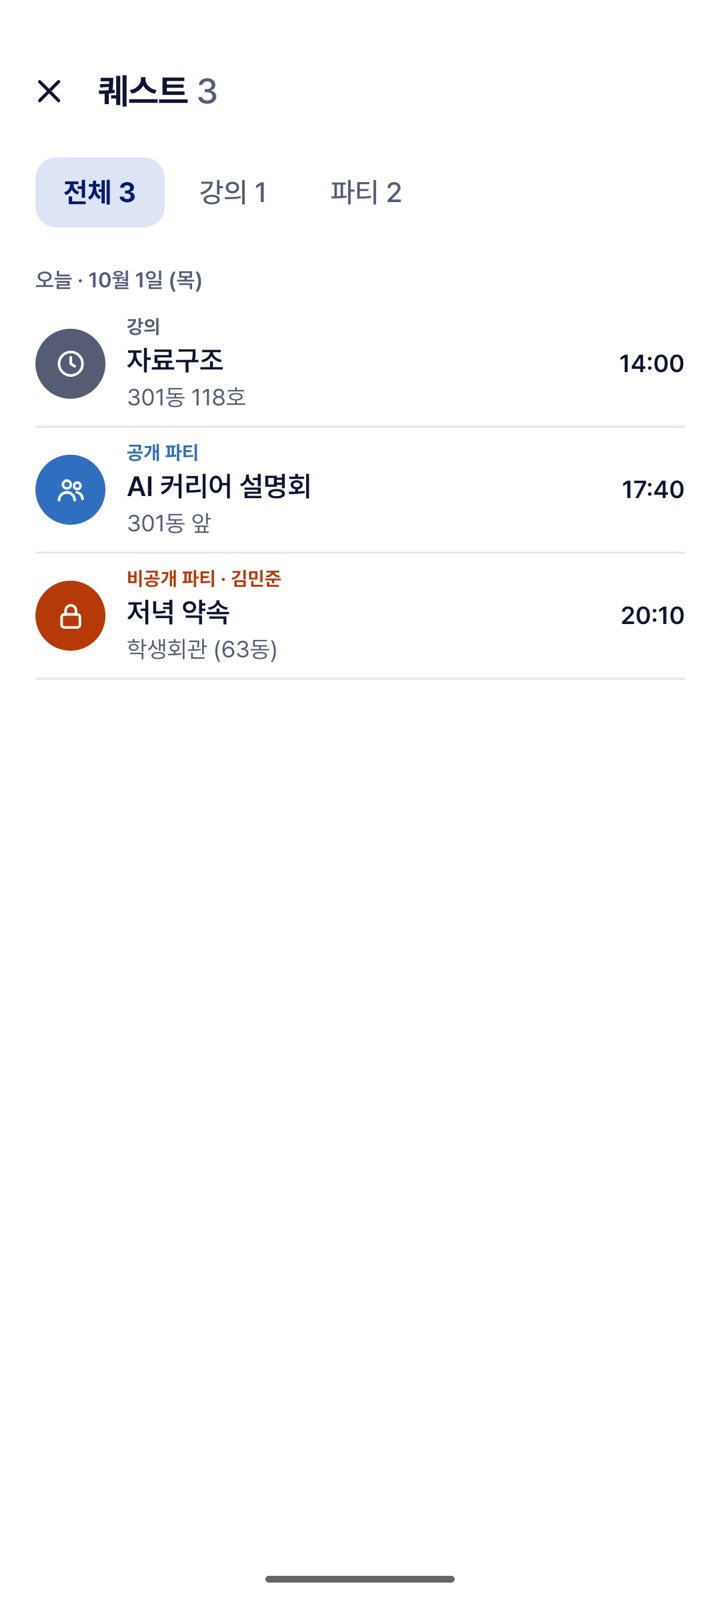 퀘스트 3
전체 3 강의 1 파티 2
오늘 · 10월 1일 (목)
강의
자료구조
301동 118호
14:00
공개 파티
AI 커리어 설명회
301동 앞
17:40
비공개 파티 · 김민준
저녁 약속
학생회관 (63동)
20:10